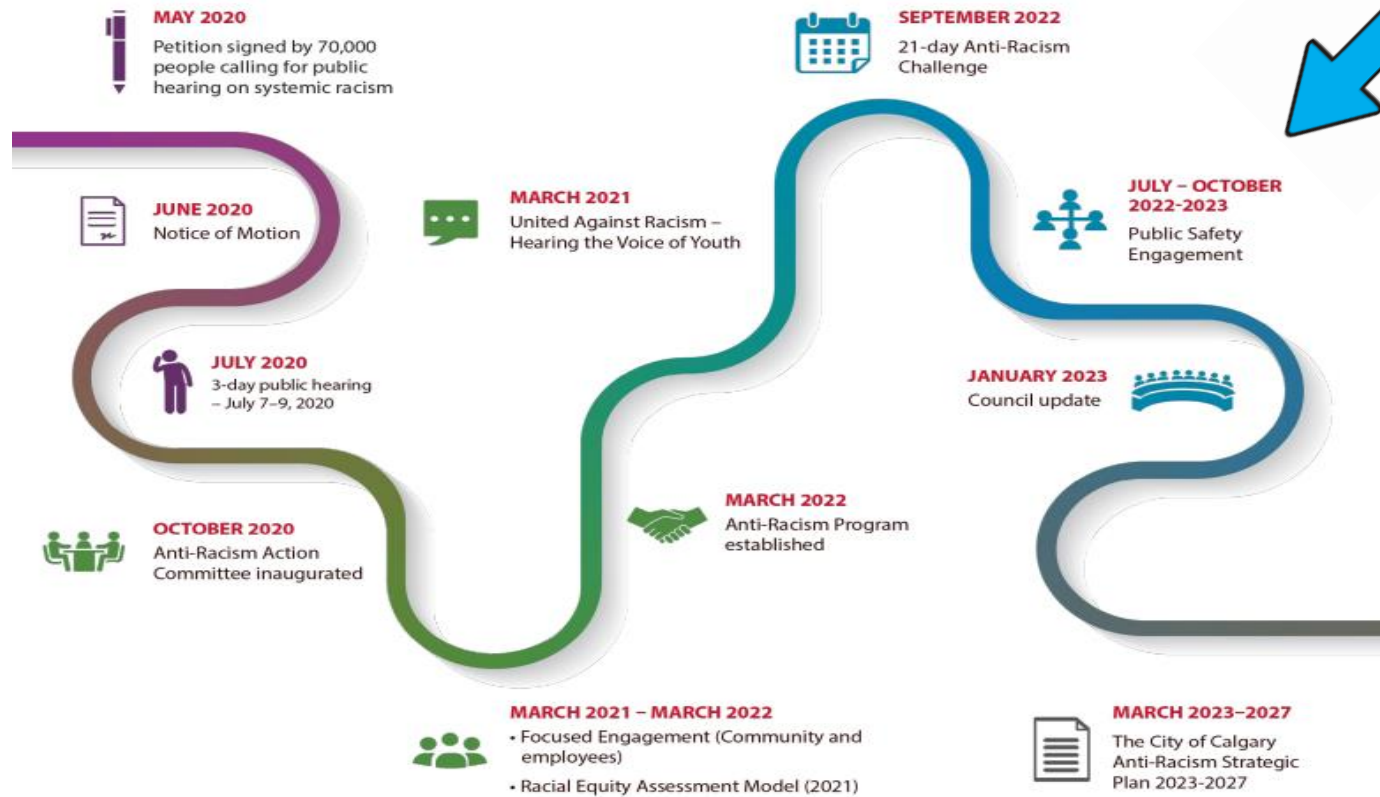 MAY 2020
Petition signed by 70,000
people calling for public
hearing on systemic racism
JUNE 2020
Notice of Motion
JULY 2020
3-day public hearing
– July 7–9, 2020
OCTOBER 2020
Anti-Racism Action
Committee inaugurated
MARCH 2021
United Against Racism –
Hearing the Voice of Youth
MARCH 2021 – MARCH 2022
• Focused Engagement (Community and
employees)
• Racial Equity Assessment Model (2021)
MARCH 2022
Anti-Racism Program
established
SEPTEMBER 2022
21-day Anti-Racism
Challenge
JULY – OCTOBER
2022-2023
Public Safety
Engagement
JANUARY 2023
Council update
MARCH 2023–2027
The City of Calgary
Anti-Racism Strategic
Plan 2023-2027